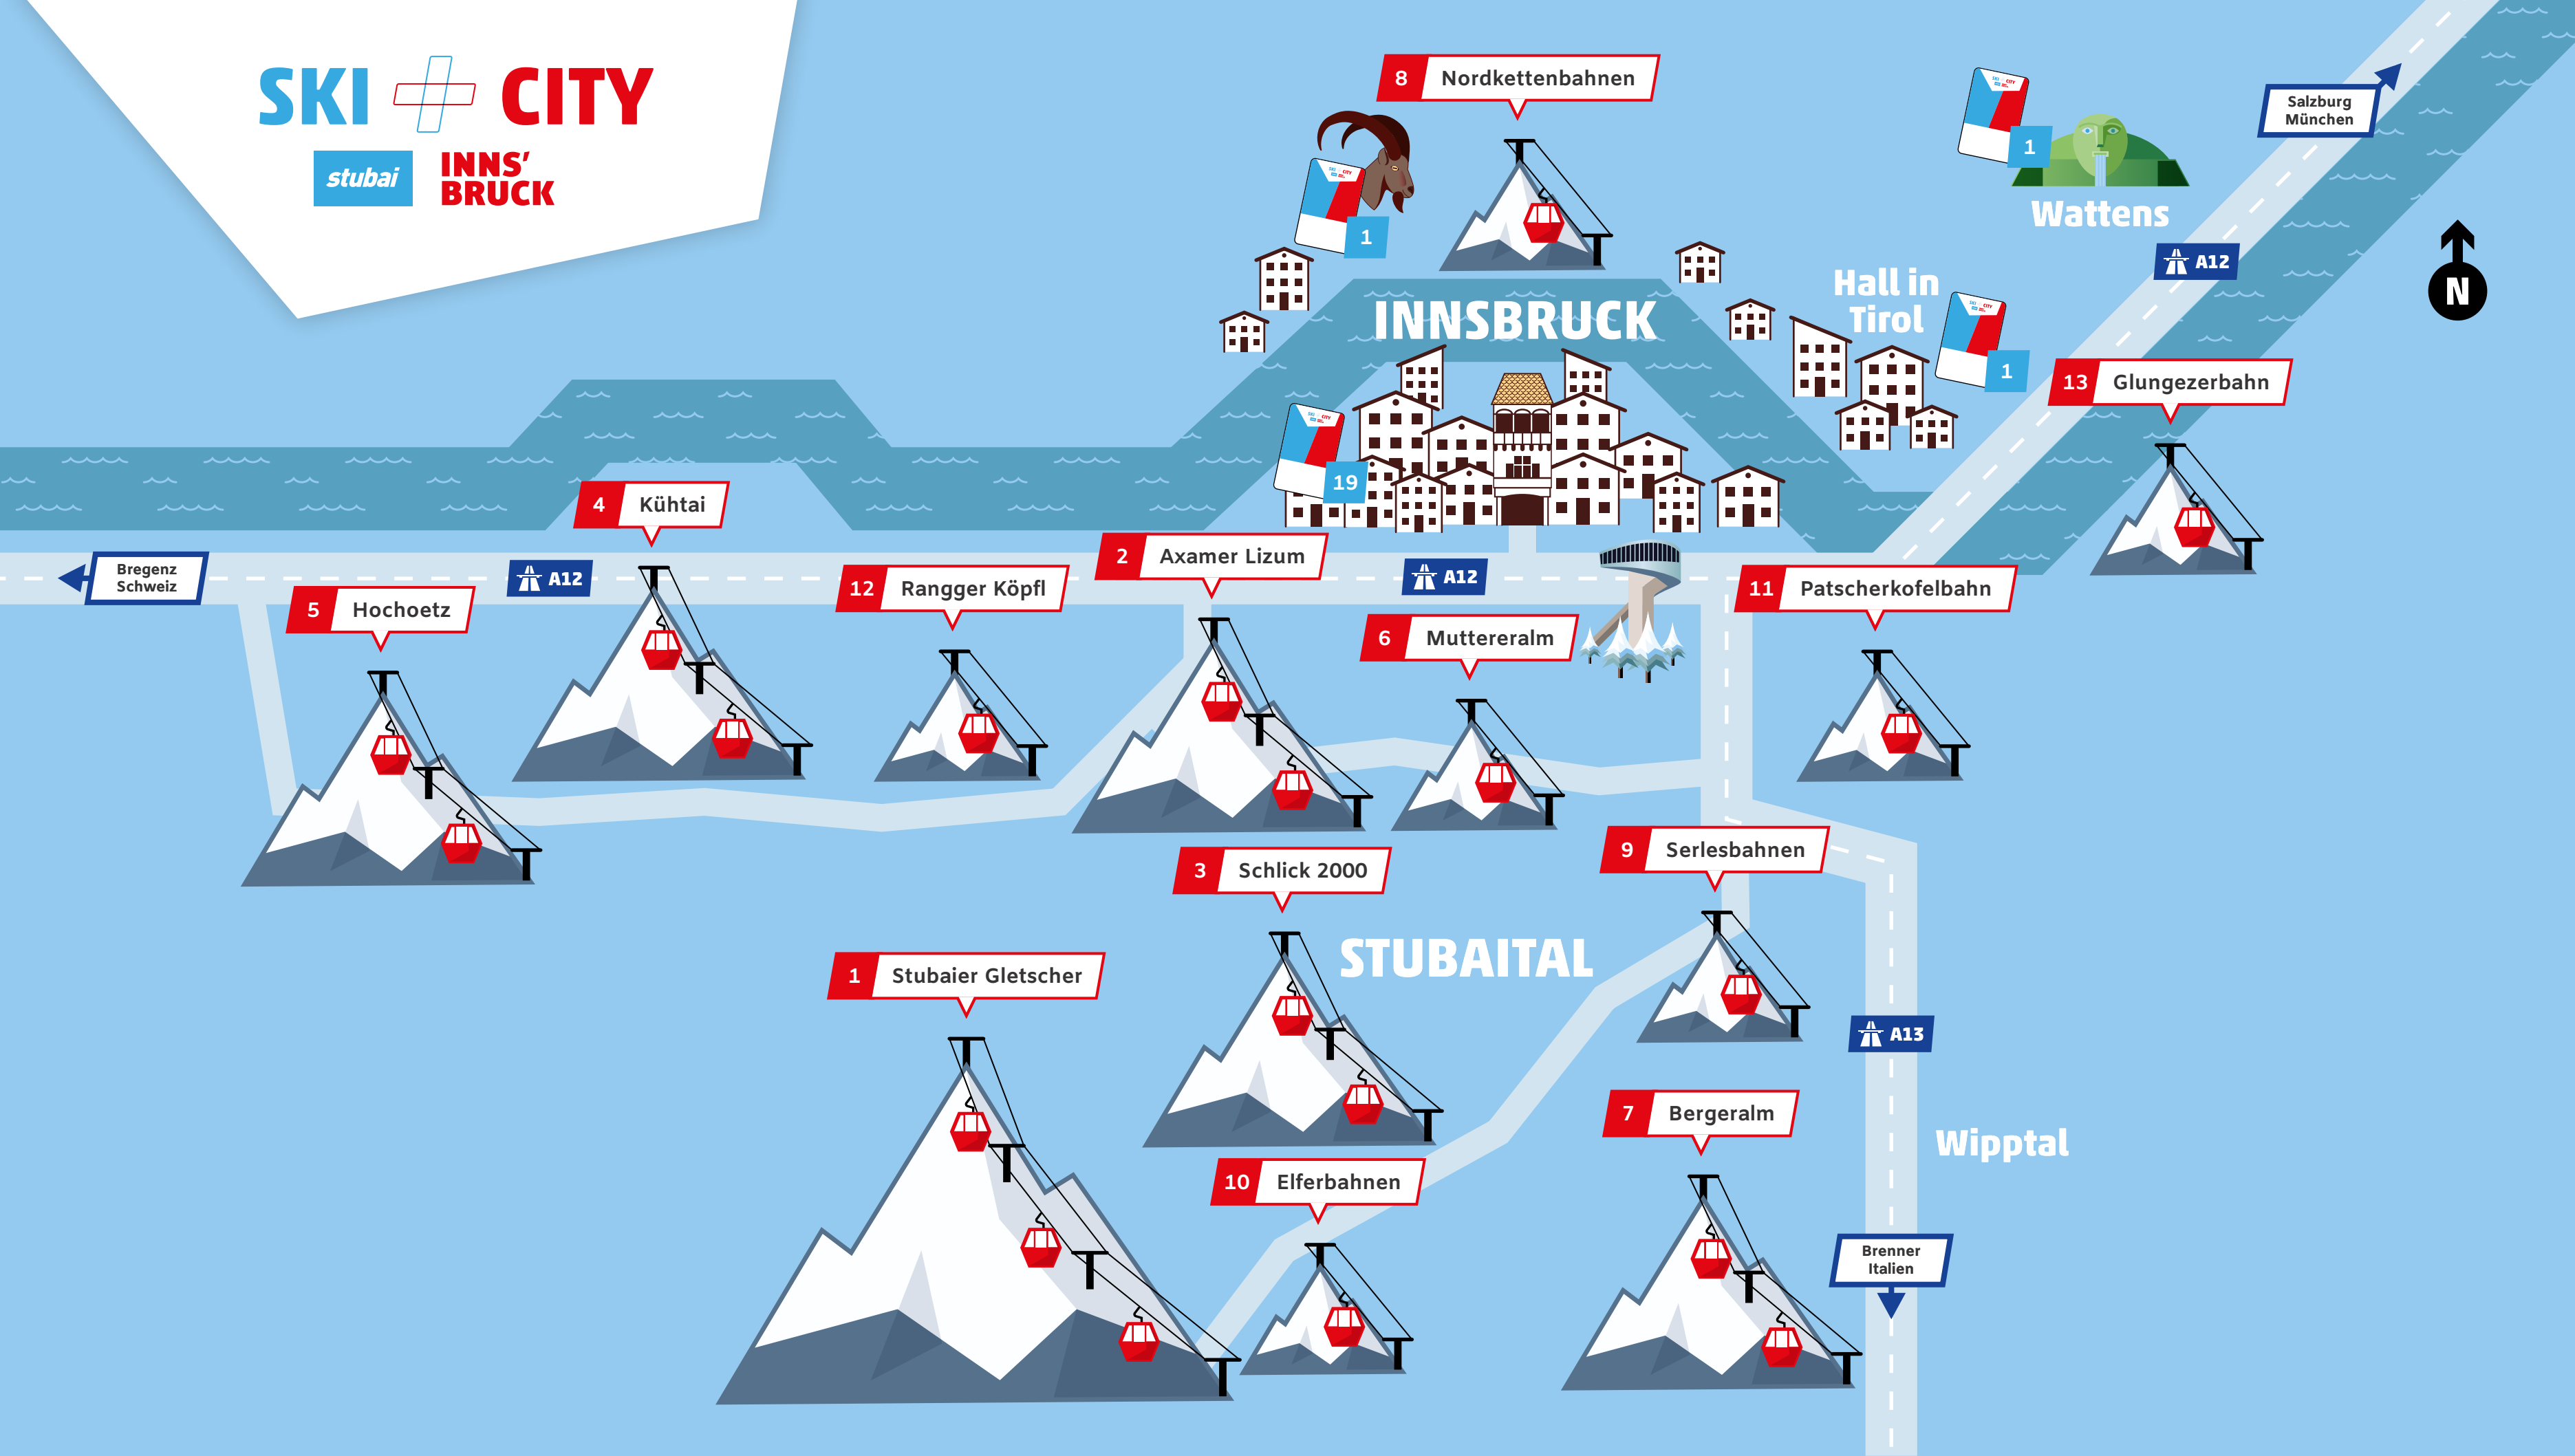 SKI CITY
stubai
INNS'
BRUCK
8 Nordkettenbahnen
1
1
Wattens
Salzburg
München
A12
N
INNSBRUCK
Hall in
Tirol
1
13 Glungezerbahn
19
4 Kühtai
2 Axamer Lizum
Bregenz
Schweiz
A12
12 Rangger Köpfl
A12
11 Patscherkofelbahn
5 Hochoetz
6 Muttereralm
9 Serlesbahnen
3 Schlick 2000
STUBAITAL
1 Stubaier Gletscher
A13
7 Bergeralm
Wipptal
10 Elferbahnen
Brenner
Italien